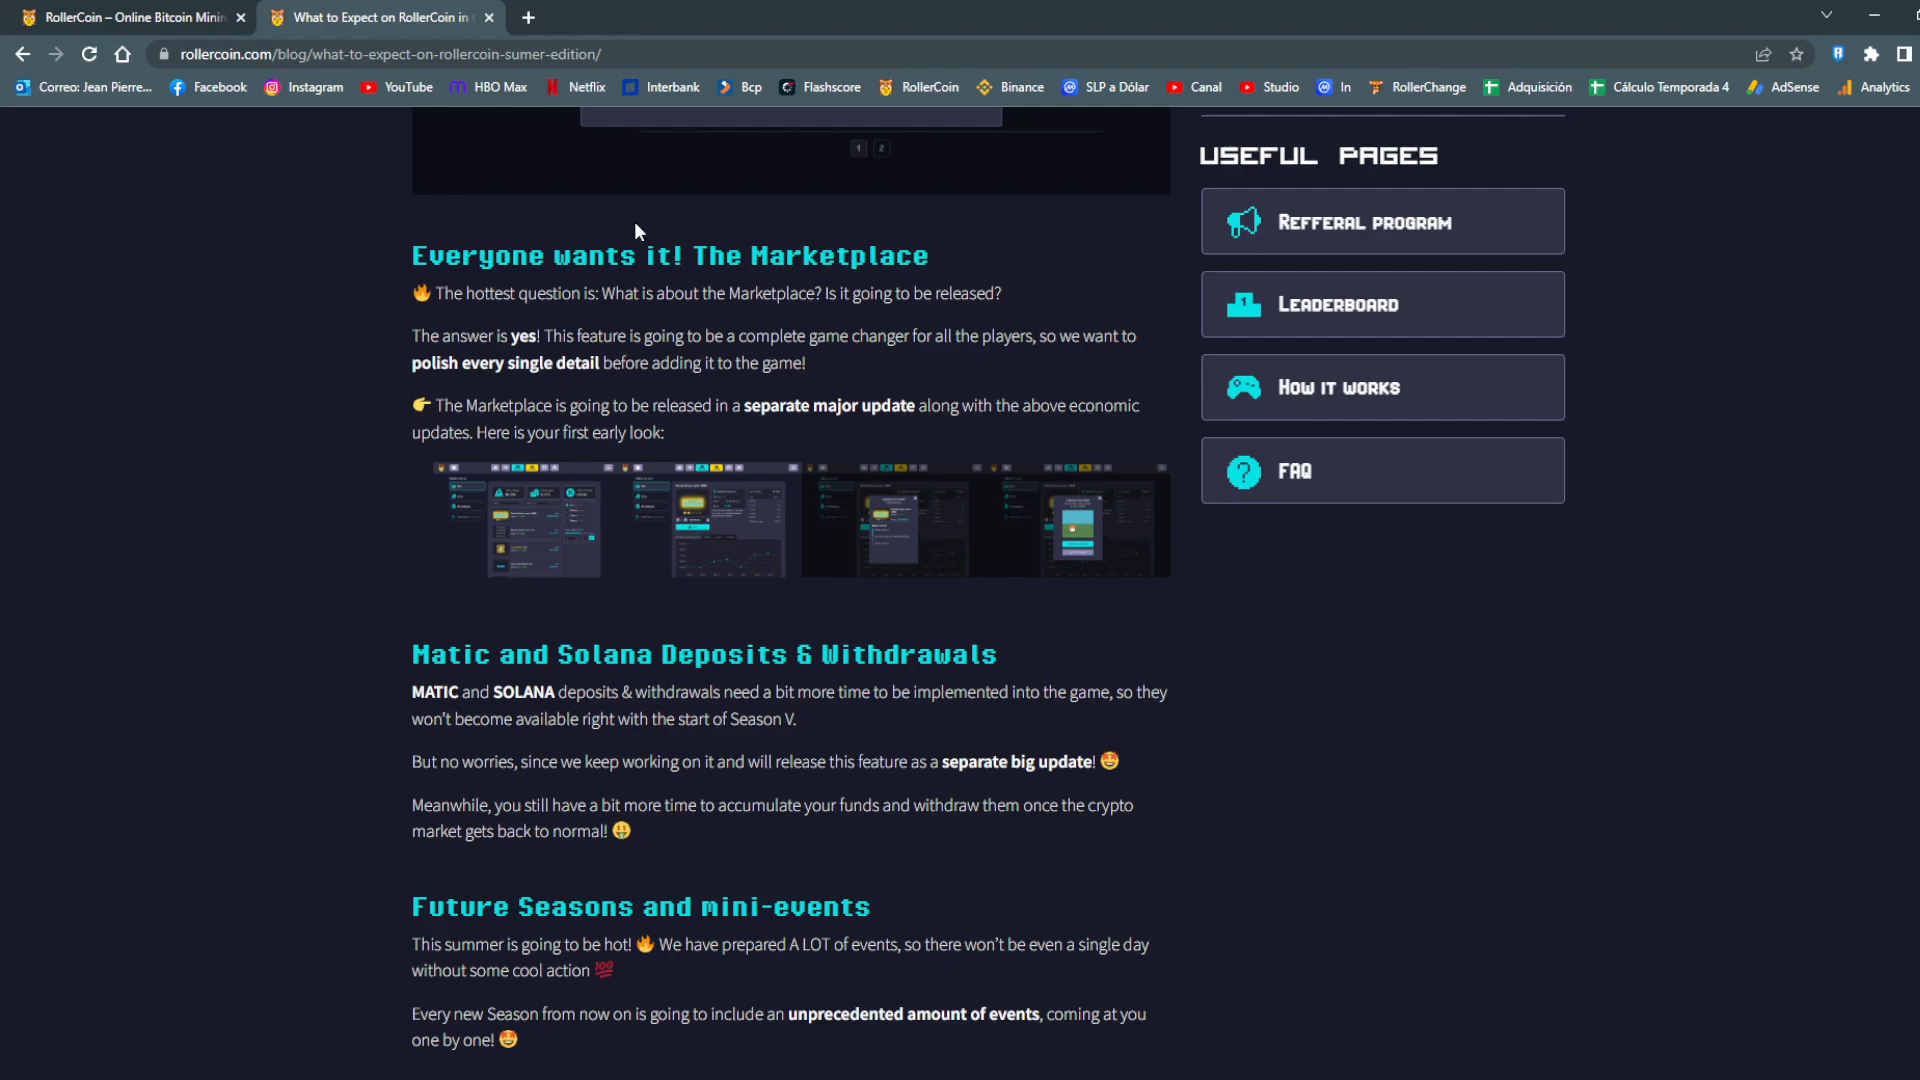 RollerCoin – Online Bitcoin Minin
What to Expect on RollerCoin in
rollercoin.com/blog/what-to-expect-on-rollercoin-sumer-edition/
Correo: Jean Pierre... Facebook Instagram YouTube HBO Max Netflix Interbank Bcp Flashscore RollerCoin Binance SLP a Dólar Canal Studio In RollerChange Adquisición Cálculo Temporada 4 AdSense Analytics
1 2
Everyone wants it! The Marketplace
🔥 The hottest question is: What is about the Marketplace? Is it going to be released?
The answer is yes! This feature is going to be a complete game changer for all the players, so we want to
polish every single detail before adding it to the game!
👉 The Marketplace is going to be released in a separate major update along with the above economic
updates. Here is your first early look:
Matic and Solana Deposits & Withdrawals
MATIC and SOLANA deposits & withdrawals need a bit more time to be implemented into the game, so they
won't become available right with the start of Season V.
But no worries, since we keep working on it and will release this feature as a separate big update! 🤩
Meanwhile, you still have a bit more time to accumulate your funds and withdraw them once the crypto
market gets back to normal! 🤑
Future Seasons and mini-events
This summer is going to be hot! 🔥 We have prepared A LOT of events, so there won't be even a single day
without some cool action 💯
Every new Season from now on is going to include an unprecedented amount of events, coming at you
one by one! 🤩
USEFUL PAGES
REFFERAL PROGRAM
1
LEADERBOARD
HOW IT WORKS
?
FAQ